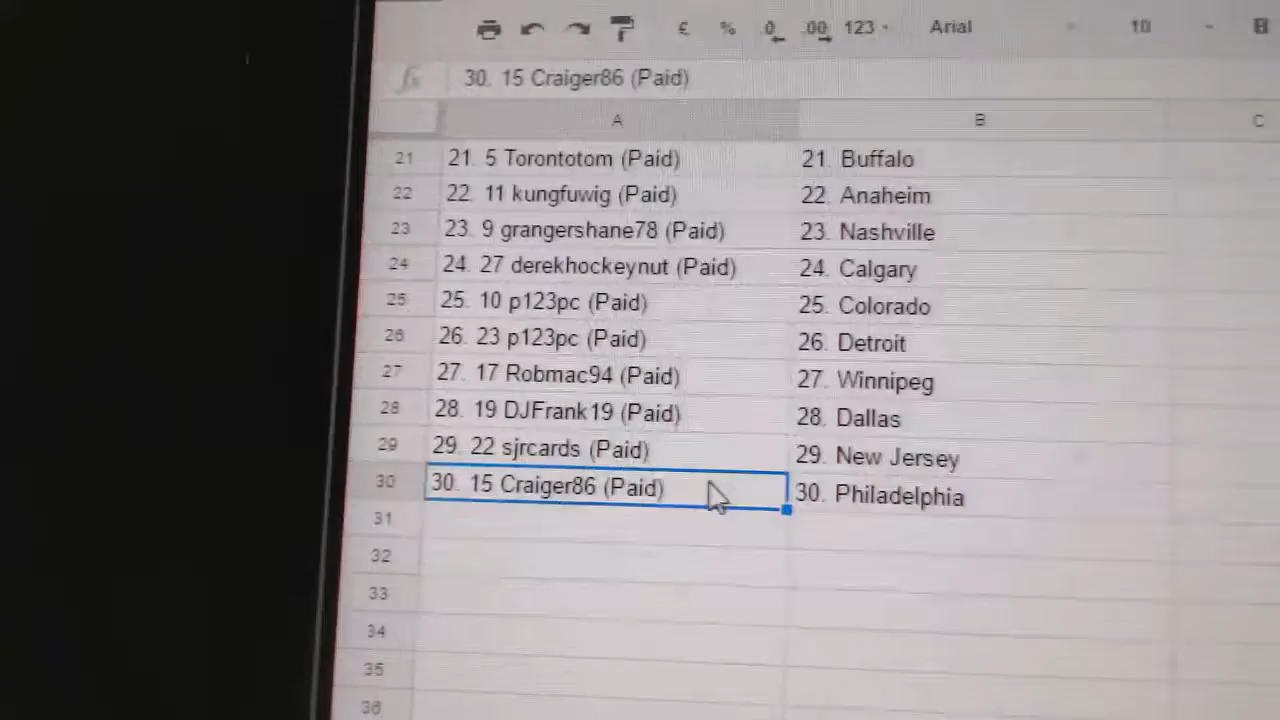 £ % .0 .00 123 Arial 10 B
fx 30. 15 Craiger86 (Paid)
A B C
21 21. 5 Torontotom (Paid) 21. Buffalo
22 22. 11 kungfuwig (Paid) 22. Anaheim
23 23. 9 grangershane78 (Paid) 23. Nashville
24 24. 27 derekhockeynut (Paid) 24. Calgary
25 25. 10 p123pc (Paid) 25. Colorado
26 26. 23 p123pc (Paid) 26. Detroit
27 27. 17 Robmac94 (Paid) 27. Winnipeg
28 28. 19 DJFrank19 (Paid) 28. Dallas
29 29. 22 sjrcards (Paid) 29. New Jersey
30 30. 15 Craiger86 (Paid) 30. Philadelphia
31
32
33
34
35
36